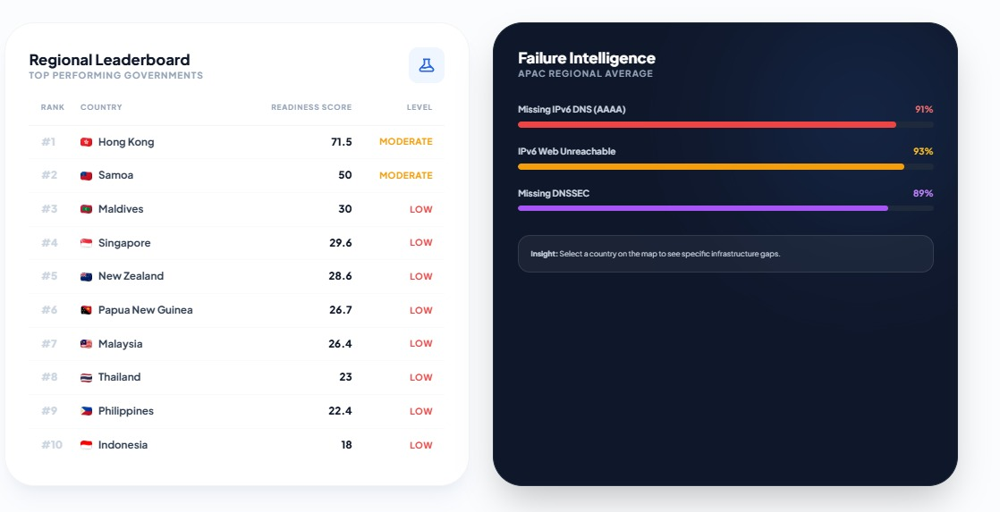 Regional Leaderboard
TOP PERFORMING GOVERNMENTS
RANK COUNTRY READINESS SCORE LEVEL
#1 Hong Kong 71.5 MODERATE
#2 Samoa 50 MODERATE
#3 Maldives 30 LOW
#4 Singapore 29.6 LOW
#5 New Zealand 28.6 LOW
#6 Papua New Guinea 26.7 LOW
#7 Malaysia 26.4 LOW
#8 Thailand 23 LOW
#9 Philippines 22.4 LOW
#10 Indonesia 18 LOW
Failure Intelligence
APAC REGIONAL AVERAGE
Missing IPv6 DNS (AAAA) 91%
IPv6 Web Unreachable 93%
Missing DNSSEC 89%
Insight: Select a country on the map to see specific infrastructure gaps.